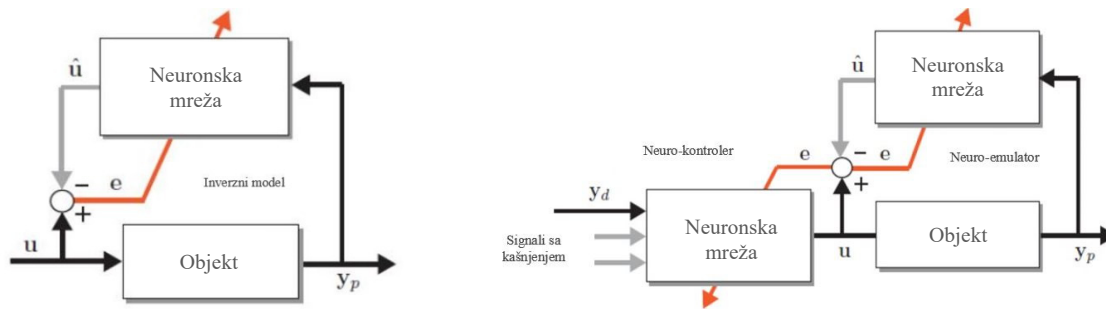 Neuronska
mreža
û
−
e
+
Inverzni model
u
Objekt
y_p
Neuronska
mreža
û
Neuro-kontroler
−
e
e
Neuro-emulator
+
y_d
Signali sa
kašnjenjem
Neuronska
mreža
u
Objekt
y_p